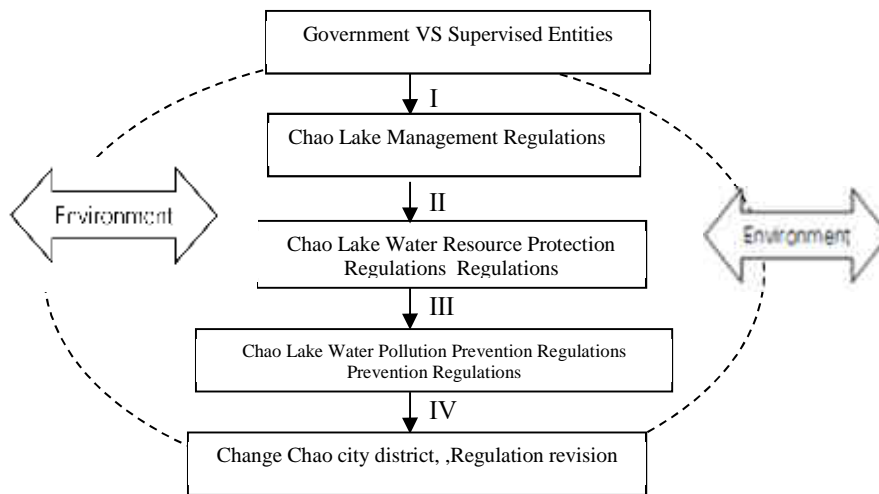 Government VS Supervised Entities
I
Chao Lake Management Regulations
II
Environment
Environment
Chao Lake Water Resource Protection
Regulations Regulations
III
Chao Lake Water Pollution Prevention Regulations
Prevention Regulations
IV
Change Chao city district, ,Regulation revision